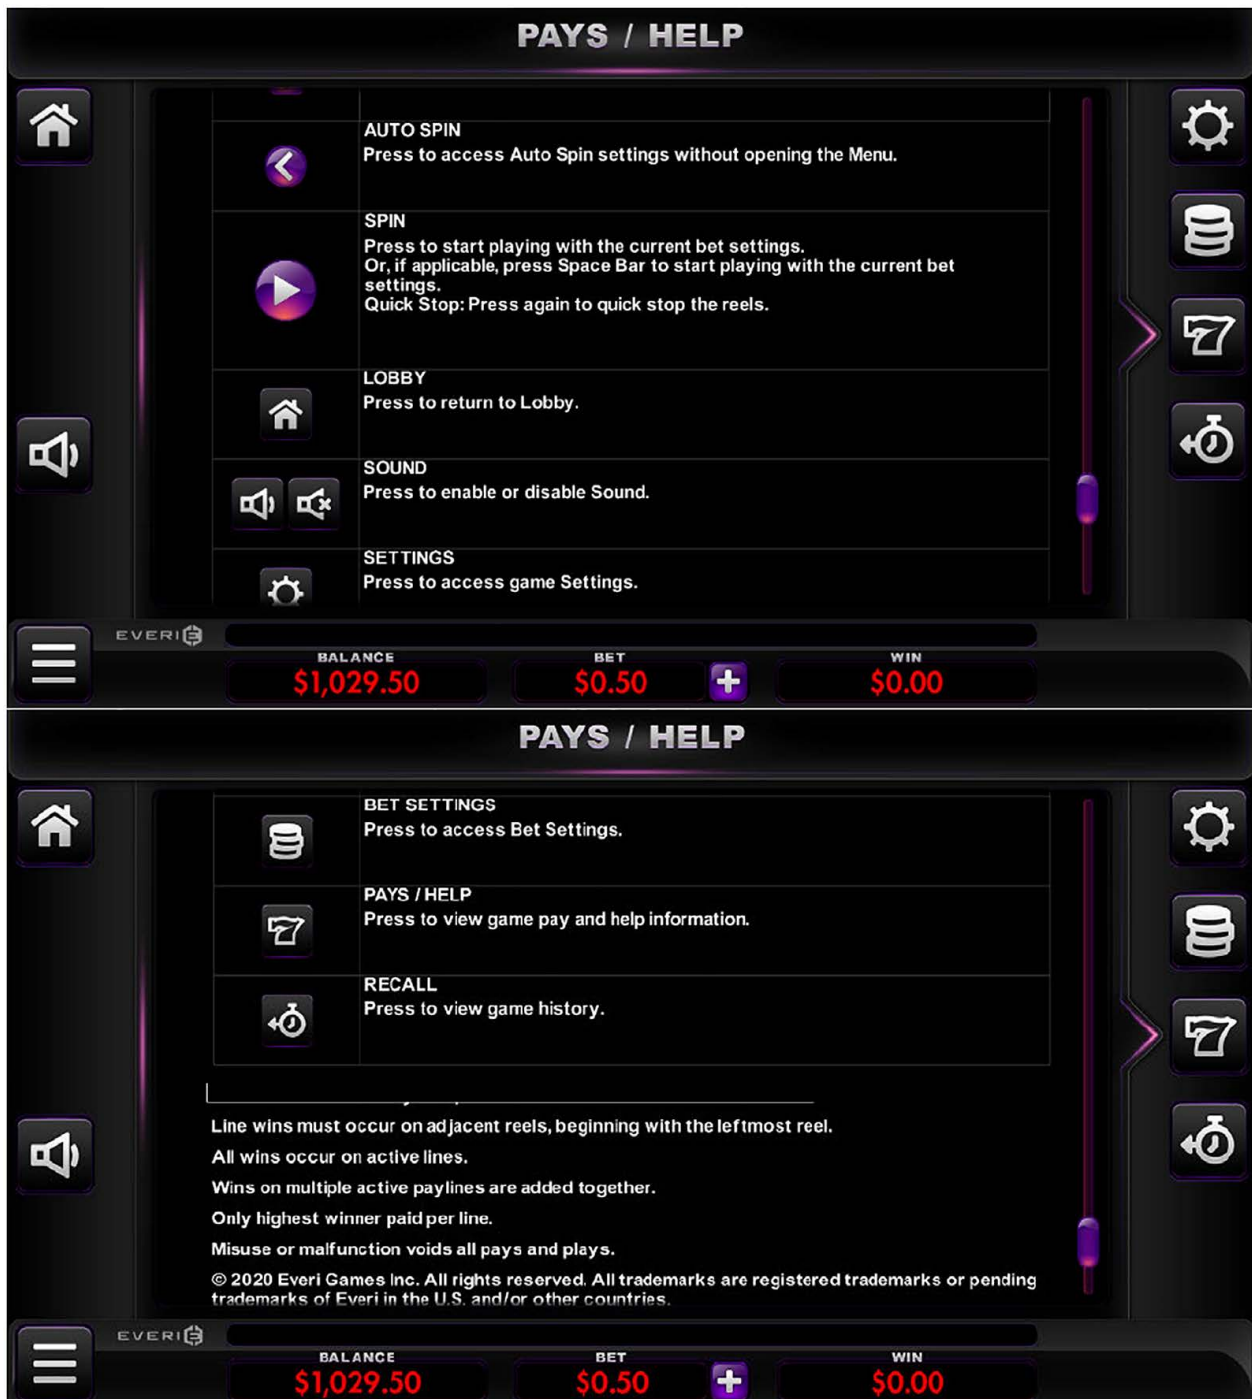 PAYS / HELP
AUTO SPIN
Press to access Auto Spin settings without opening the Menu.
SPIN
Press to start playing with the current bet settings.
Or, if applicable, press Space Bar to start playing with the current bet
settings.
Quick Stop: Press again to quick stop the reels.
LOBBY
Press to return to Lobby.
SOUND
Press to enable or disable Sound.
SETTINGS
Press to access game Settings.
EVERI
BALANCE BET WIN
$1,029.50 $0.50 + $0.00
PAYS / HELP
BET SETTINGS
Press to access Bet Settings.
PAYS / HELP
Press to view game pay and help information.
RECALL
Press to view game history.
Line wins must occur on adjacent reels, beginning with the leftmost reel.
All wins occur on active lines.
Wins on multiple active paylines are added together.
Only highest winner paid per line.
Misuse or malfunction voids all pays and plays.
© 2020 Everi Games Inc. All rights reserved. All trademarks are registered trademarks or pending
trademarks of Everi in the U.S. and/or other countries.
EVERI
BALANCE BET WIN
$1,029.50 $0.50 + $0.00